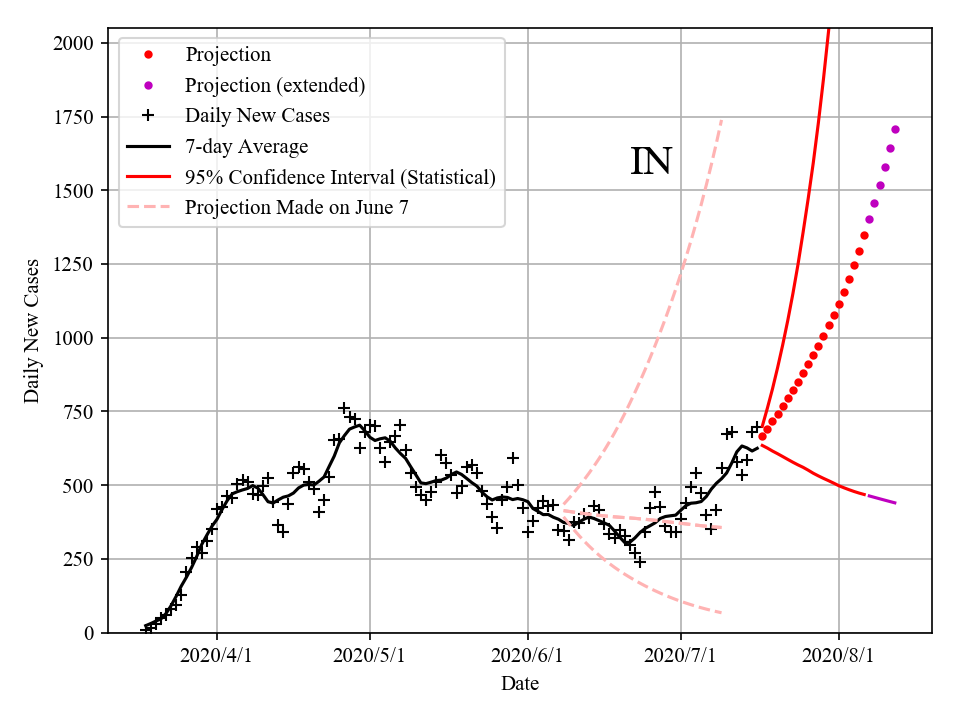 2000
1750
1500
1250
1000
750
500
250
0
Daily New Cases
Projection
Projection (extended)
Daily New Cases
7-day Average
95% Confidence Interval (Statistical)
Projection Made on June 7
IN
2020/4/1
2020/5/1
2020/6/1
2020/7/1
2020/8/1
Date